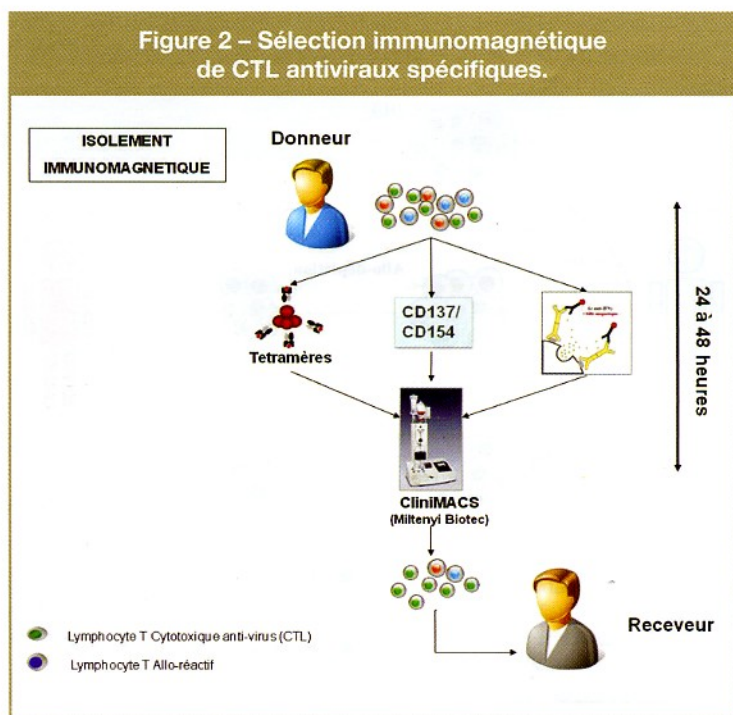 Figure 2 – Sélection immunomagnétique
de CTL antiviraux spécifiques.
ISOLEMENT
IMMUNOMAGNETIQUE
Donneur
Tetramères
CD137/
CD154
24 à 48 heures
CliniMACS
(Miltenyi Biotec)
Receveur
Lymphocyte T Cytotoxique anti-virus (CTL)
Lymphocyte T Allo-réactif